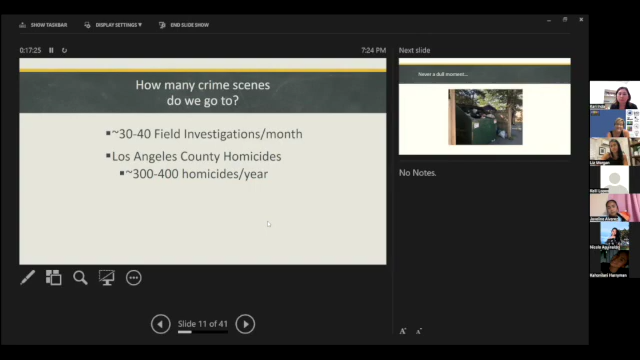 SHOW TASKBAR
DISPLAY SETTINGS ▼
END SLIDE SHOW
0:17:25
7:24 PM
How many crime scenes
do we go to?
~30-40 Field Investigations/month
Los Angeles County Homicides
~300-400 homicides/year
Slide 11 of 41
Next slide
Never a dull moment...
No Notes.
A A
Liz Morgan